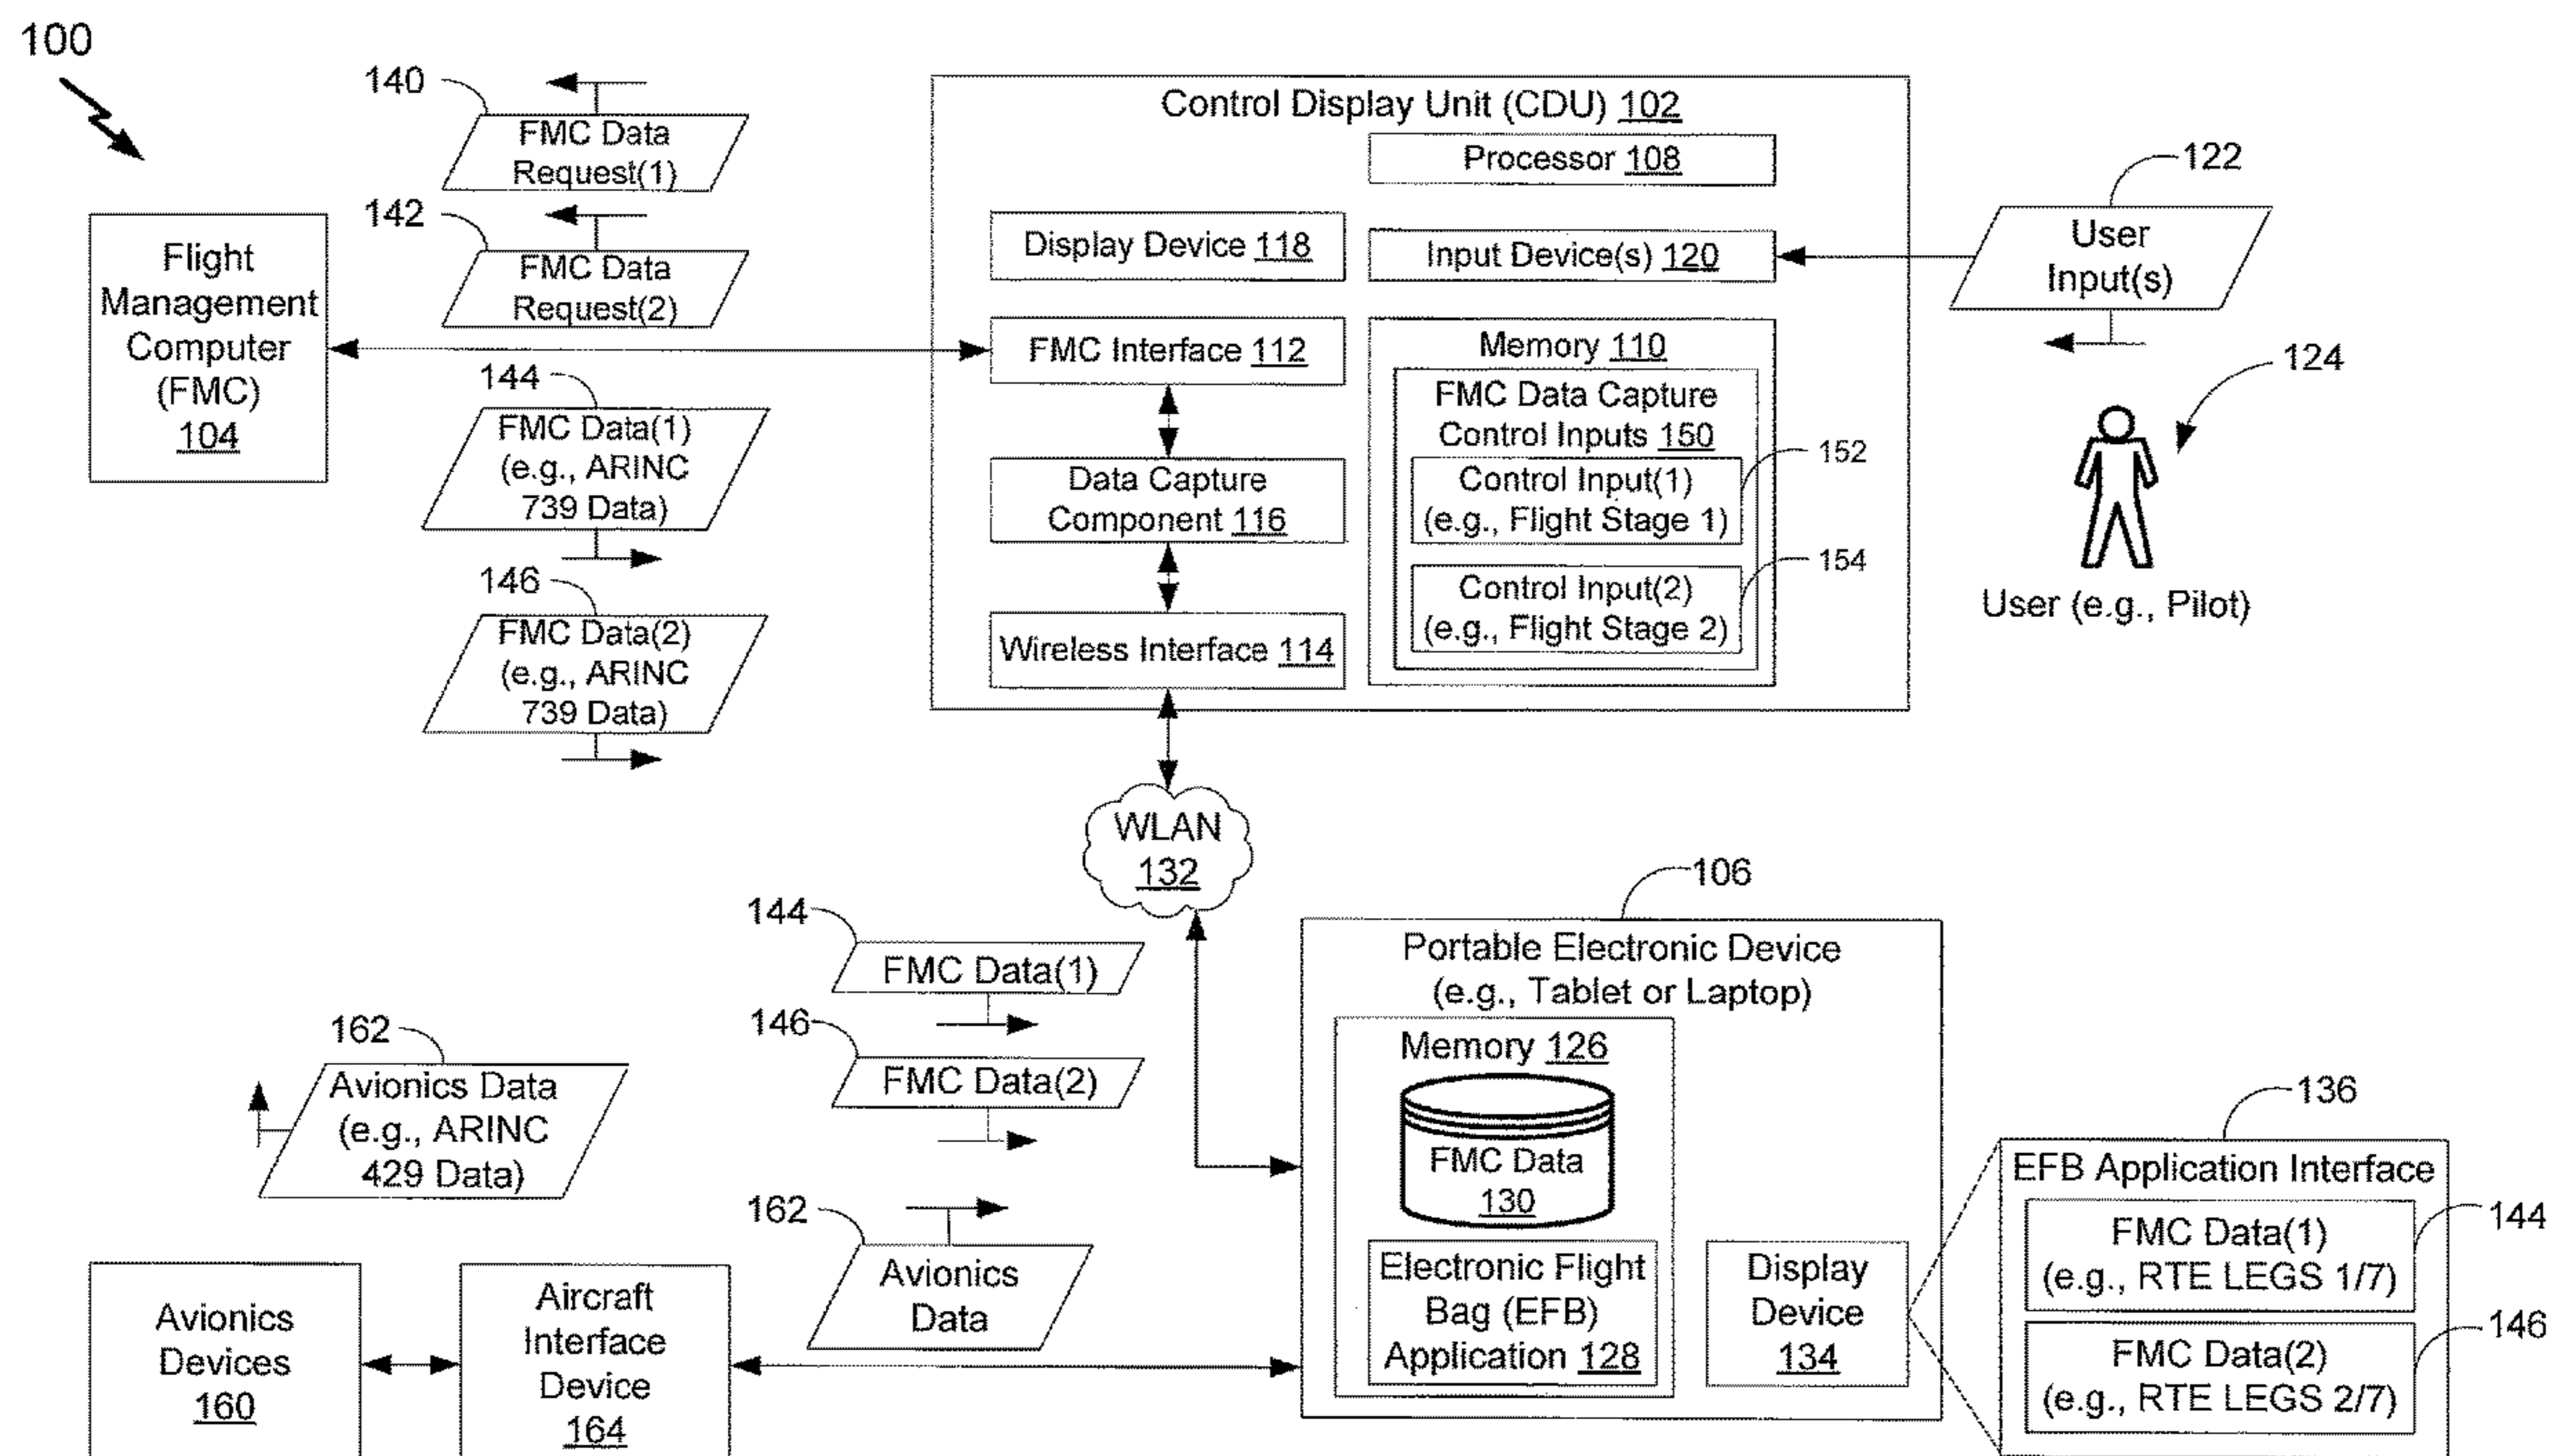 100
140
FMC Data
Request(1)
142
FMC Data
Request(2)
Flight
Management
Computer
(FMC)
104
144
FMC Data(1)
(e.g., ARINC
739 Data)
146
FMC Data(2)
(e.g., ARINC
739 Data)
Control Display Unit (CDU) 102
Processor 108
Display Device 118
Input Device(s) 120
FMC Interface 112
Data Capture
Component 116
Wireless Interface 114
Memory 110
FMC Data Capture
Control Inputs 150
Control Input(1)
(e.g., Flight Stage 1)
152
Control Input(2)
(e.g., Flight Stage 2)
154
122
User
Input(s)
124
User (e.g., Pilot)
WLAN
132
144
FMC Data(1)
146
FMC Data(2)
162
Avionics Data
(e.g., ARINC
429 Data)
162
Avionics
Data
Avionics
Devices
160
Aircraft
Interface
Device
164
106
Portable Electronic Device
(e.g., Tablet or Laptop)
Memory 126
FMC Data
130
Electronic Flight
Bag (EFB)
Application 128
Display
Device
134
136
EFB Application Interface
FMC Data(1)
(e.g., RTE LEGS 1/7)
144
FMC Data(2)
(e.g., RTE LEGS 2/7)
146